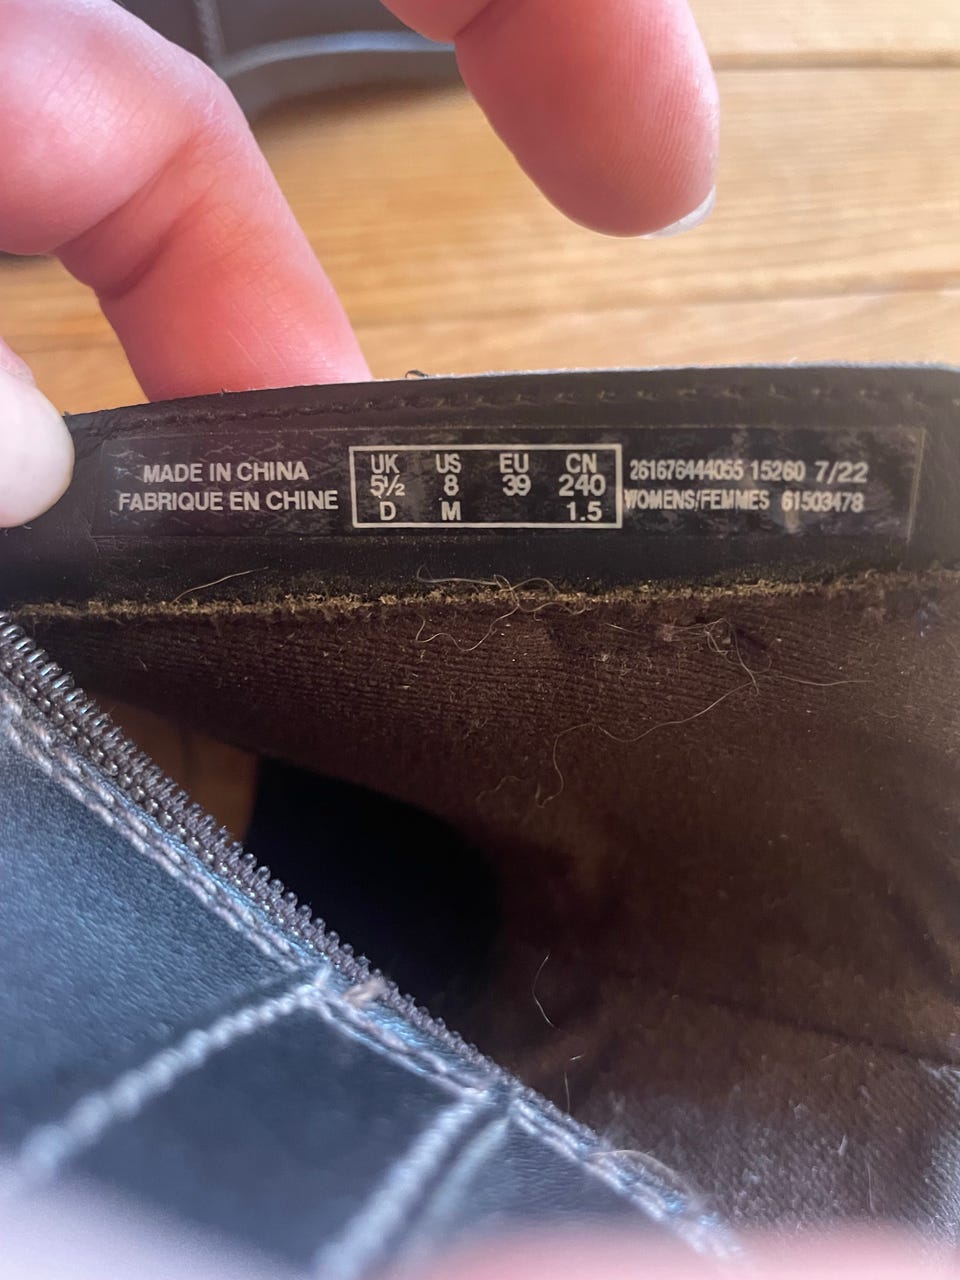 MADE IN CHINA
FABRIQUE EN CHINE
UK US EU CN
5½ 8 39 240
D M 1.5
261676444055 15260 7/22
WOMENS/FEMMES 61503478